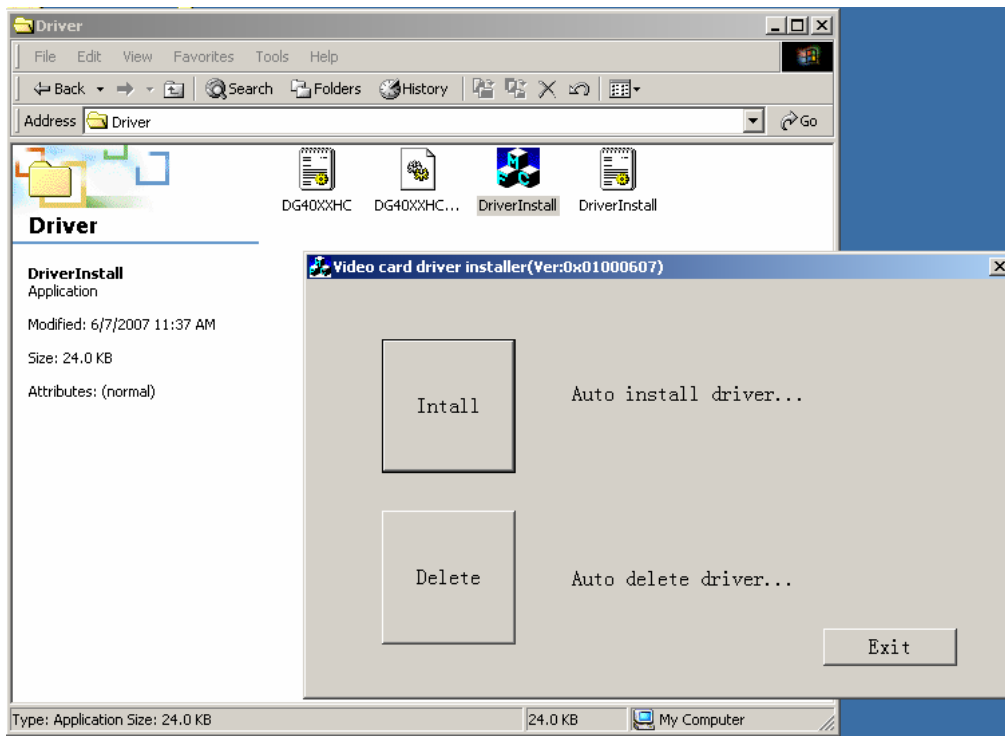 Driver
File Edit View Favorites Tools Help
Back Search Folders History
Address Driver Go
DG40XXHC DG40XXHC... DriverInstall DriverInstall
Driver
DriverInstall
Application
Modified: 6/7/2007 11:37 AM
Size: 24.0 KB
Attributes: (normal)
Video card driver installer(Ver:0x01000607)
Intall Auto install driver...
Delete Auto delete driver...
Exit
Type: Application Size: 24.0 KB 24.0 KB My Computer